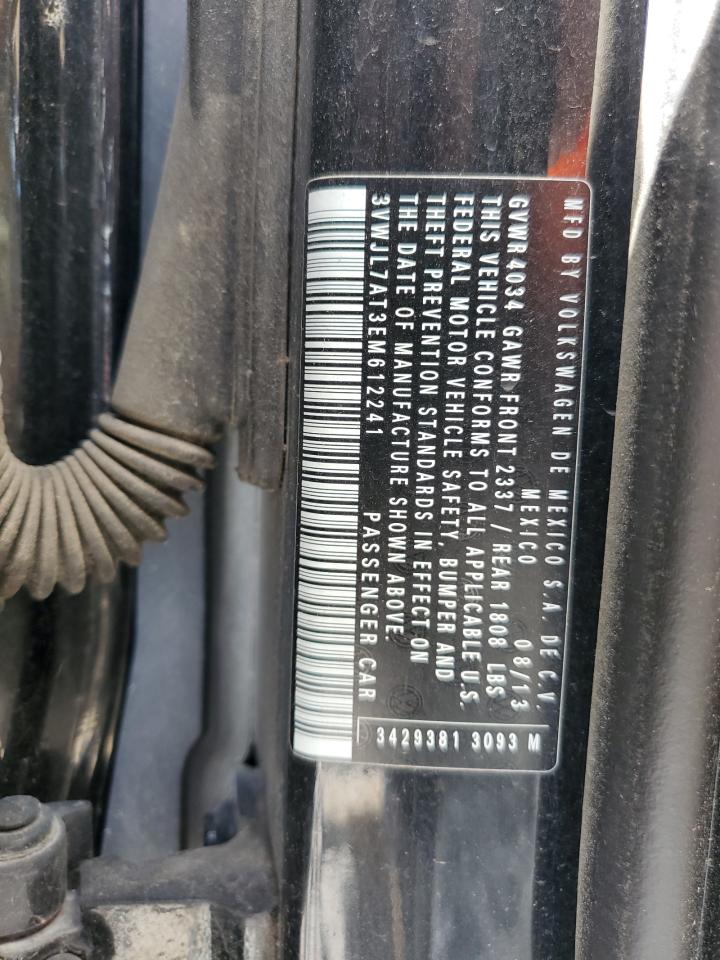 MFD BY VOLKSWAGEN DE MEXICO S.A. DE C.V.
MEXICO 08/13
GVWR 4034 GAWR FRONT 2337 / REAR 1808 LBS
THIS VEHICLE CONFORMS TO ALL APPLICABLE U.S.
FEDERAL MOTOR VEHICLE SAFETY, BUMPER AND
THEFT PREVENTION STANDARDS IN EFFECT ON
THE DATE OF MANUFACTURE SHOWN ABOVE.
3VWJL7AT3EM612241 PASSENGER CAR
3429381 3093 M